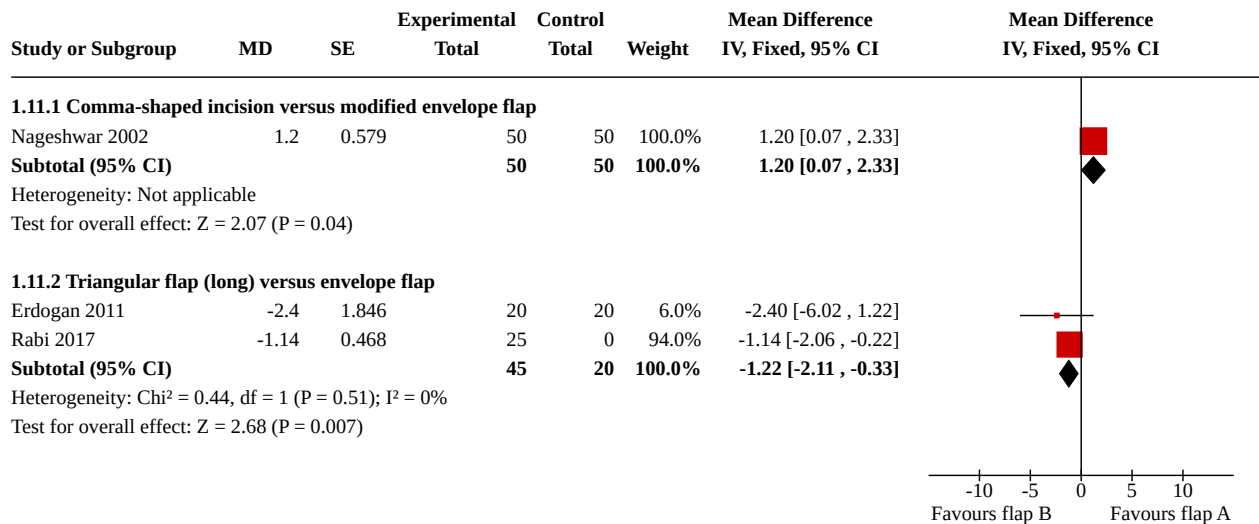 Experimental Control Mean Difference Mean Difference
Study or Subgroup MD SE Total Total Weight IV, Fixed, 95% CI IV, Fixed, 95% CI
1.11.1 Comma-shaped incision versus modified envelope flap
Nageshwar 2002 1.2 0.579 50 50 100.0% 1.20 [0.07 , 2.33]
Subtotal (95% CI) 50 50 100.0% 1.20 [0.07 , 2.33]
Heterogeneity: Not applicable
Test for overall effect: Z = 2.07 (P = 0.04)
1.11.2 Triangular flap (long) versus envelope flap
Erdogan 2011 -2.4 1.846 20 20 6.0% -2.40 [-6.02 , 1.22]
Rabi 2017 -1.14 0.468 25 0 94.0% -1.14 [-2.06 , -0.22]
Subtotal (95% CI) 45 20 100.0% -1.22 [-2.11 , -0.33]
Heterogeneity: Chi² = 0.44, df = 1 (P = 0.51); I² = 0%
Test for overall effect: Z = 2.68 (P = 0.007)
-10 -5 0 5 10
Favours flap B Favours flap A